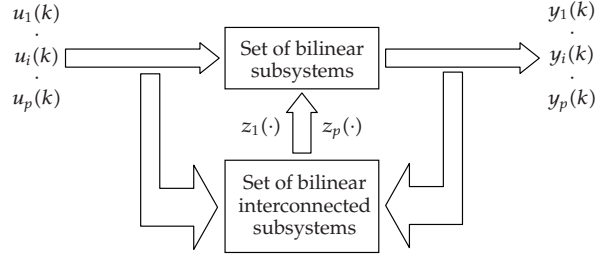 u₁(k)
.
uᵢ(k)
.
uₚ(k)
Set of bilinear
subsystems
y₁(k)
.
yᵢ(k)
.
yₚ(k)
z₁(·) zₚ(·)
Set of bilinear
interconnected
subsystems